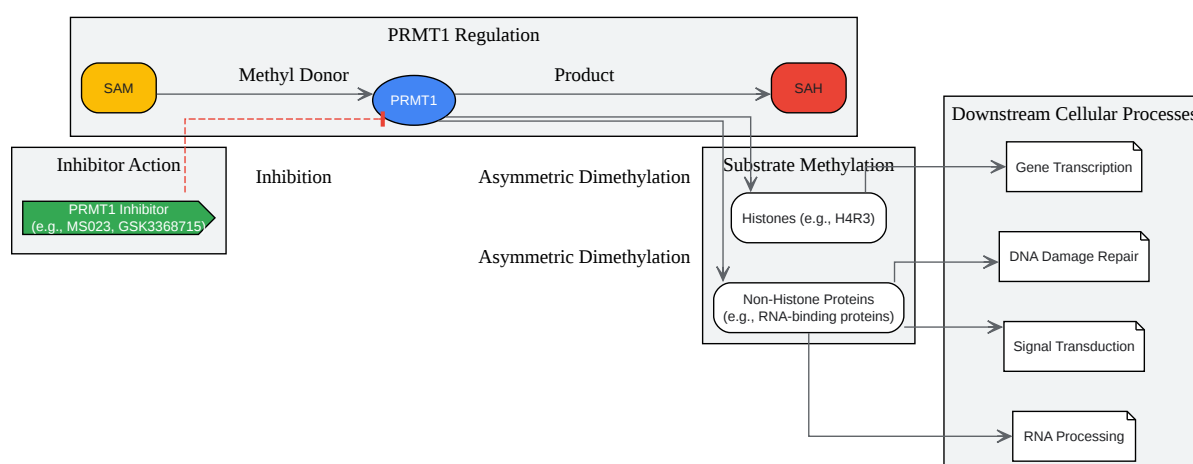 PRMT1 Regulation
SAM
Methyl Donor
PRMT1
Product
SAH
Downstream Cellular Processes
Inhibitor Action
Inhibition
Asymmetric Dimethylation
Substrate Methylation
Gene Transcription
PRMT1 Inhibitor
(e.g., MS023, GSK3368715)
Histones (e.g., H4R3)
Asymmetric Dimethylation
DNA Damage Repair
Non-Histone Proteins
(e.g., RNA-binding proteins)
Signal Transduction
RNA Processing